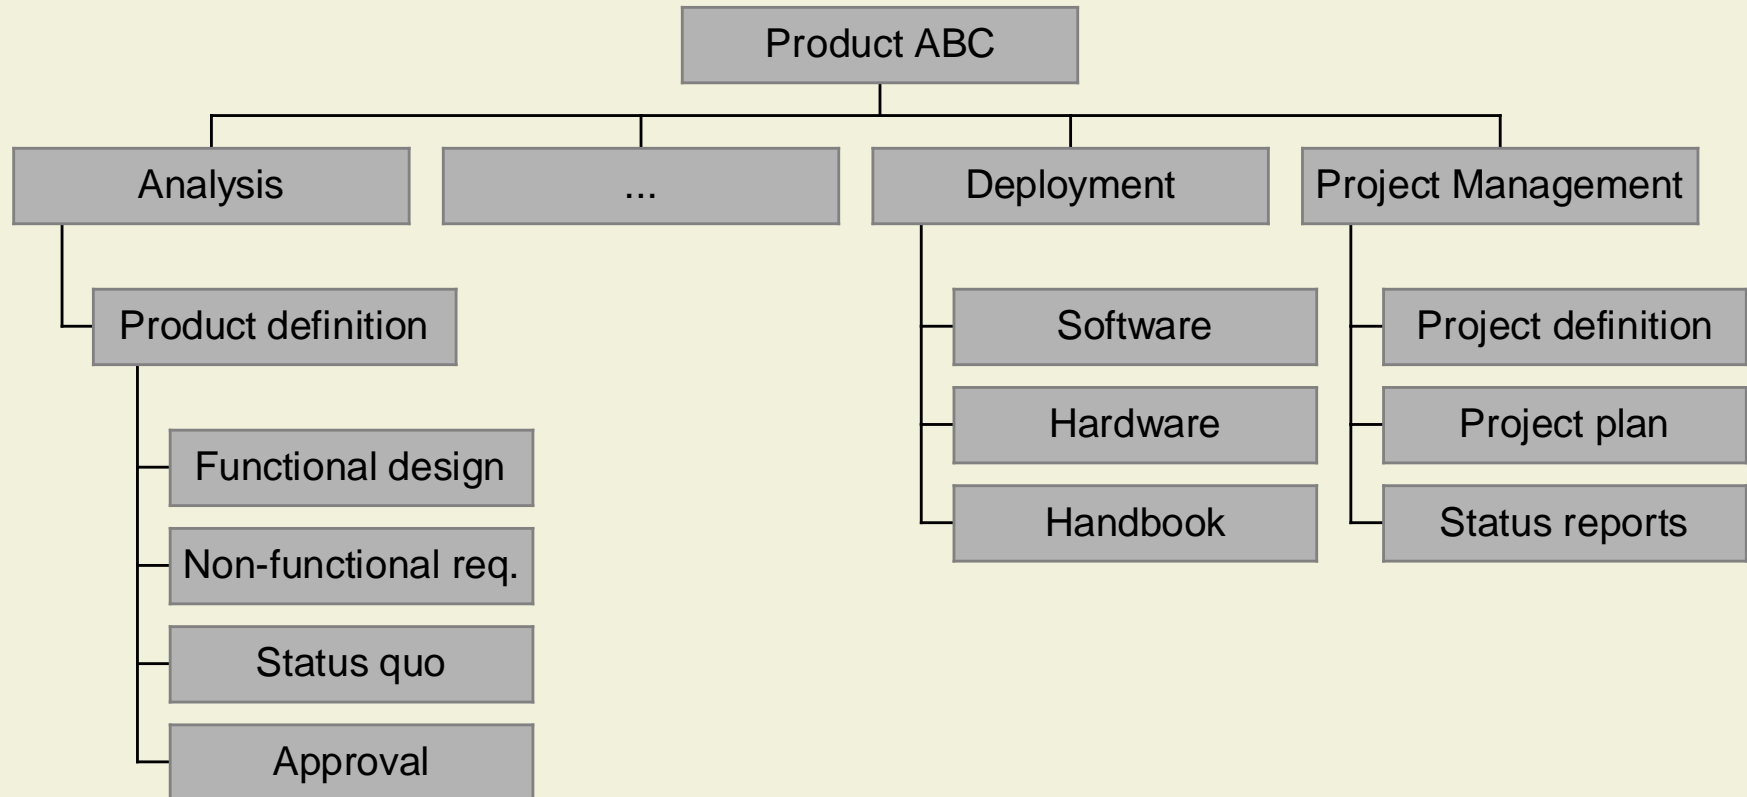 Product ABC
Analysis
...
Deployment
Project Management
Product definition
Functional design
Non-functional req.
Status quo
Approval
Software
Hardware
Handbook
Project definition
Project plan
Status reports